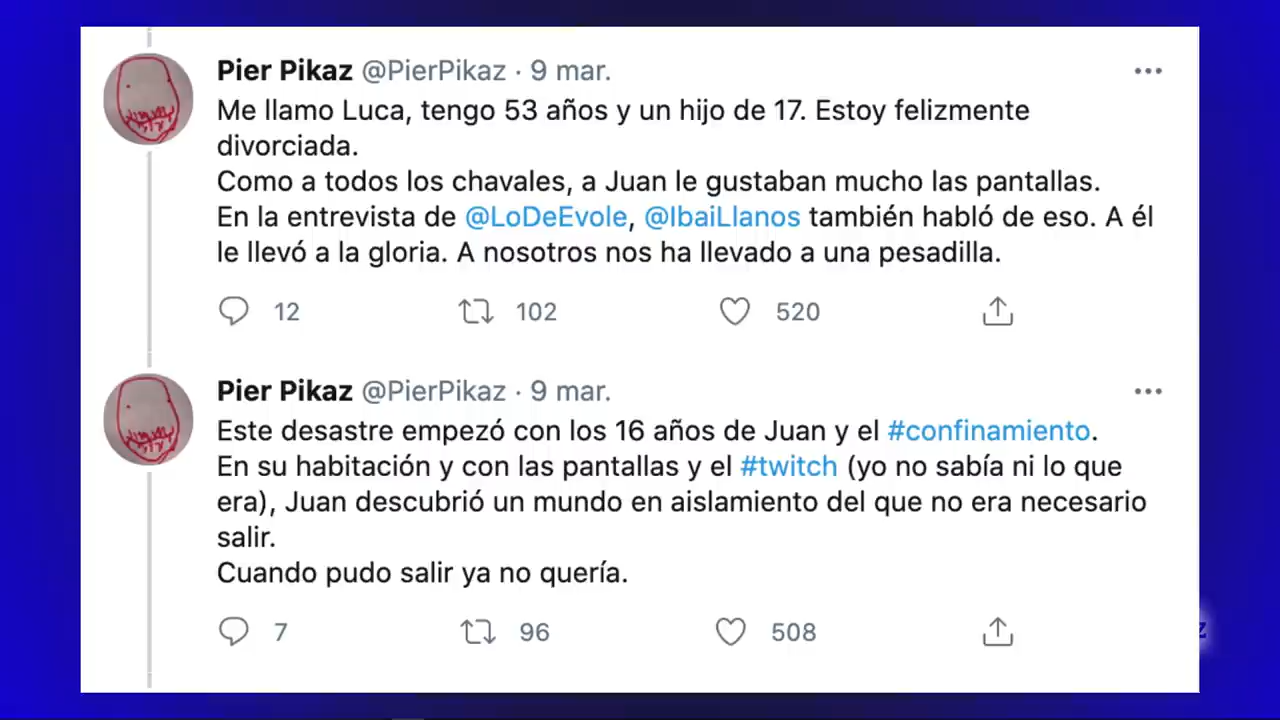 Pier Pikaz @PierPikaz · 9 mar.
Me llamo Luca, tengo 53 años y un hijo de 17. Estoy felizmente
divorciada.
Como a todos los chavales, a Juan le gustaban mucho las pantallas.
En la entrevista de @LoDeEvole, @IbaiLlanos también habló de eso. A él
le llevó a la gloria. A nosotros nos ha llevado a una pesadilla.
12 102 520
Pier Pikaz @PierPikaz · 9 mar.
Este desastre empezó con los 16 años de Juan y el #confinamiento.
En su habitación y con las pantallas y el #twitch (yo no sabía ni lo que
era), Juan descubrió un mundo en aislamiento del que no era necesario
salir.
Cuando pudo salir ya no quería.
7 96 508